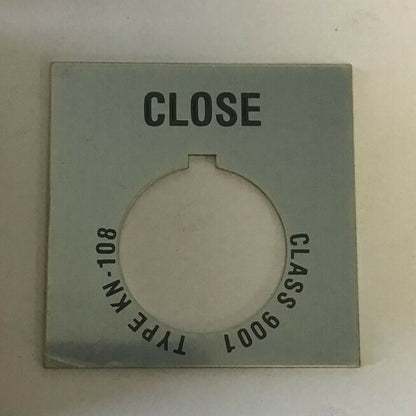 CLOSE
CLASS 9001 TYPE KN-108